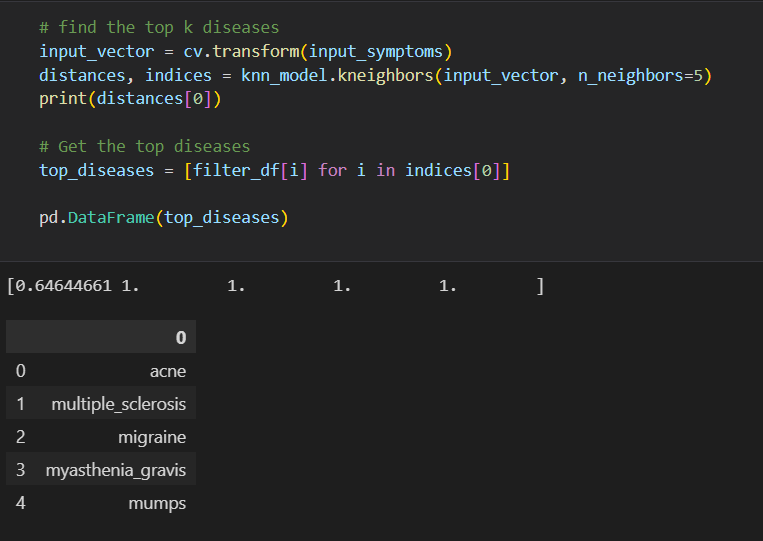 # find the top k diseases
input_vector = cv.transform(input_symptoms)
distances, indices = knn_model.kneighbors(input_vector, n_neighbors=5)
print(distances[0])
# Get the top diseases
top_diseases = [filter_df[i] for i in indices[0]]
pd.DataFrame(top_diseases)
[0.64644661 1. 1. 1. 1. ]
0
0 acne
1 multiple_sclerosis
2 migraine
3 myasthenia_gravis
4 mumps